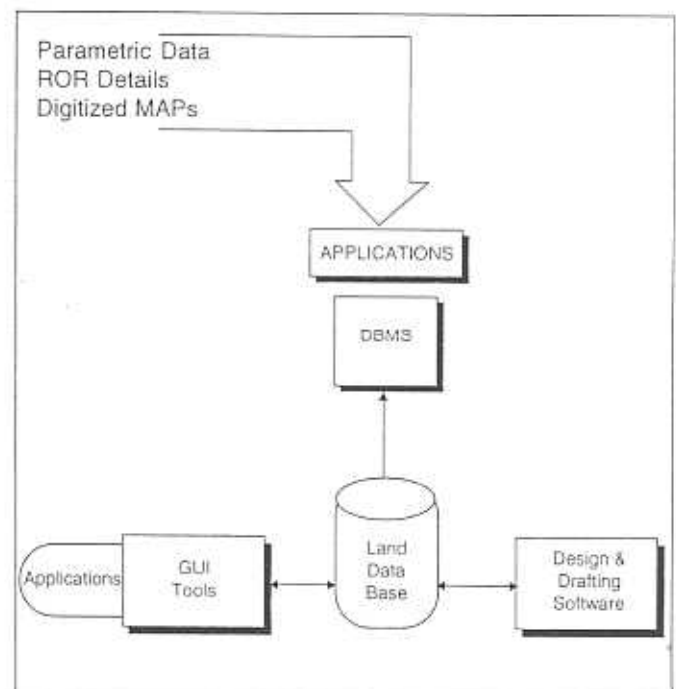 Parametric Data
ROR Details
Digitized MAPs
APPLICATIONS
DBMS
Applications
GUI
Tools
Land
Data
Base
Design &
Drafting
Software